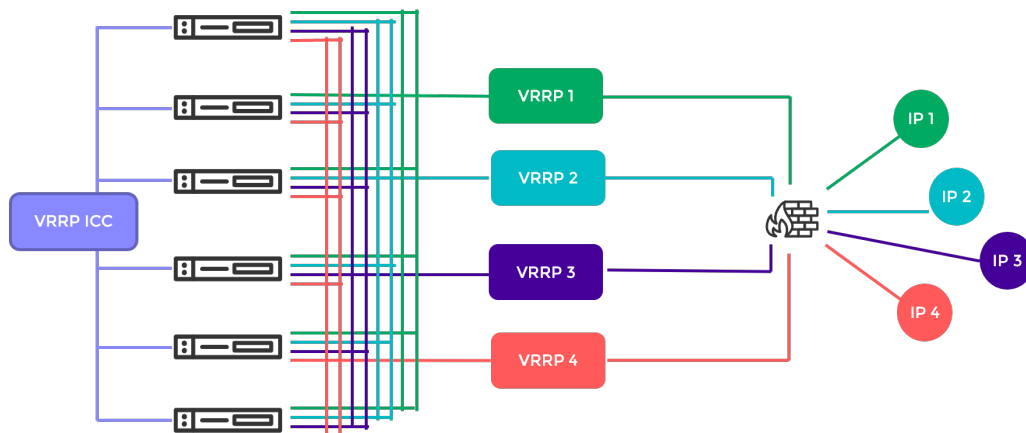 VRRP ICC
VRRP 1
VRRP 2
VRRP 3
VRRP 4
IP 1
IP 2
IP 3
IP 4